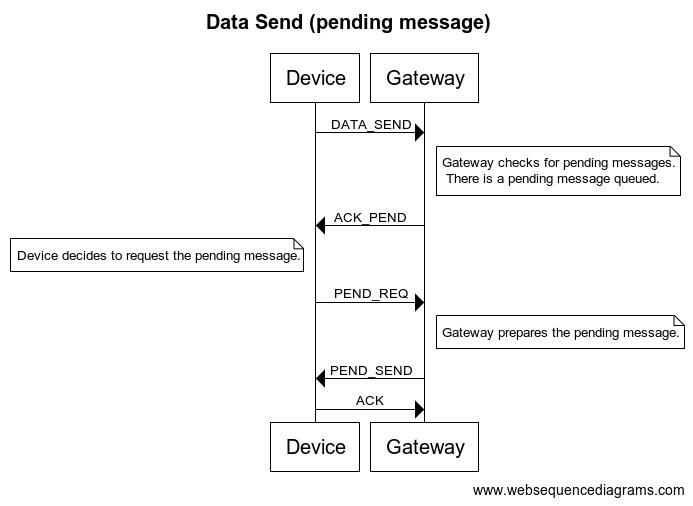 Data Send (pending message)
Device
Gateway
DATA_SEND
Gateway checks for pending messages.
There is a pending message queued.
ACK_PEND
Device decides to request the pending message.
PEND_REQ
Gateway prepares the pending message.
PEND_SEND
ACK
Device
Gateway
www.websequencediagrams.com